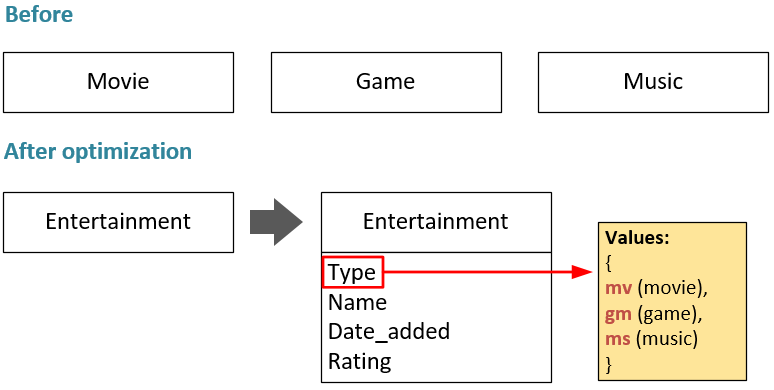 Before
Movie
Game
Music
After optimization
Entertainment
Entertainment
Type
Name
Date_added
Rating
Values:
{
mv (movie),
gm (game),
ms (music)
}